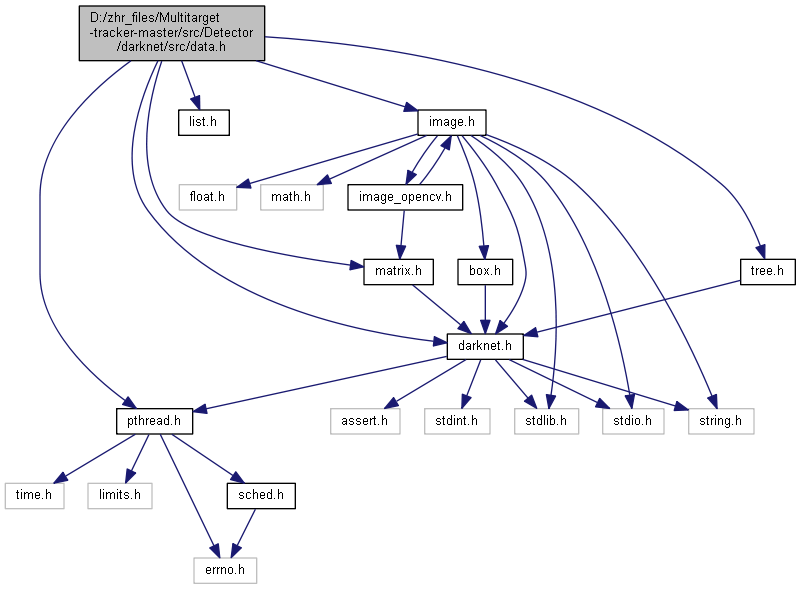 D:/zhr_files/Multitarget
-tracker-master/src/Detector
/darknet/src/data.h
list.h
image.h
float.h
math.h
image_opencv.h
matrix.h
box.h
tree.h
darknet.h
pthread.h
assert.h
stdint.h
stdlib.h
stdio.h
string.h
time.h
limits.h
sched.h
errno.h